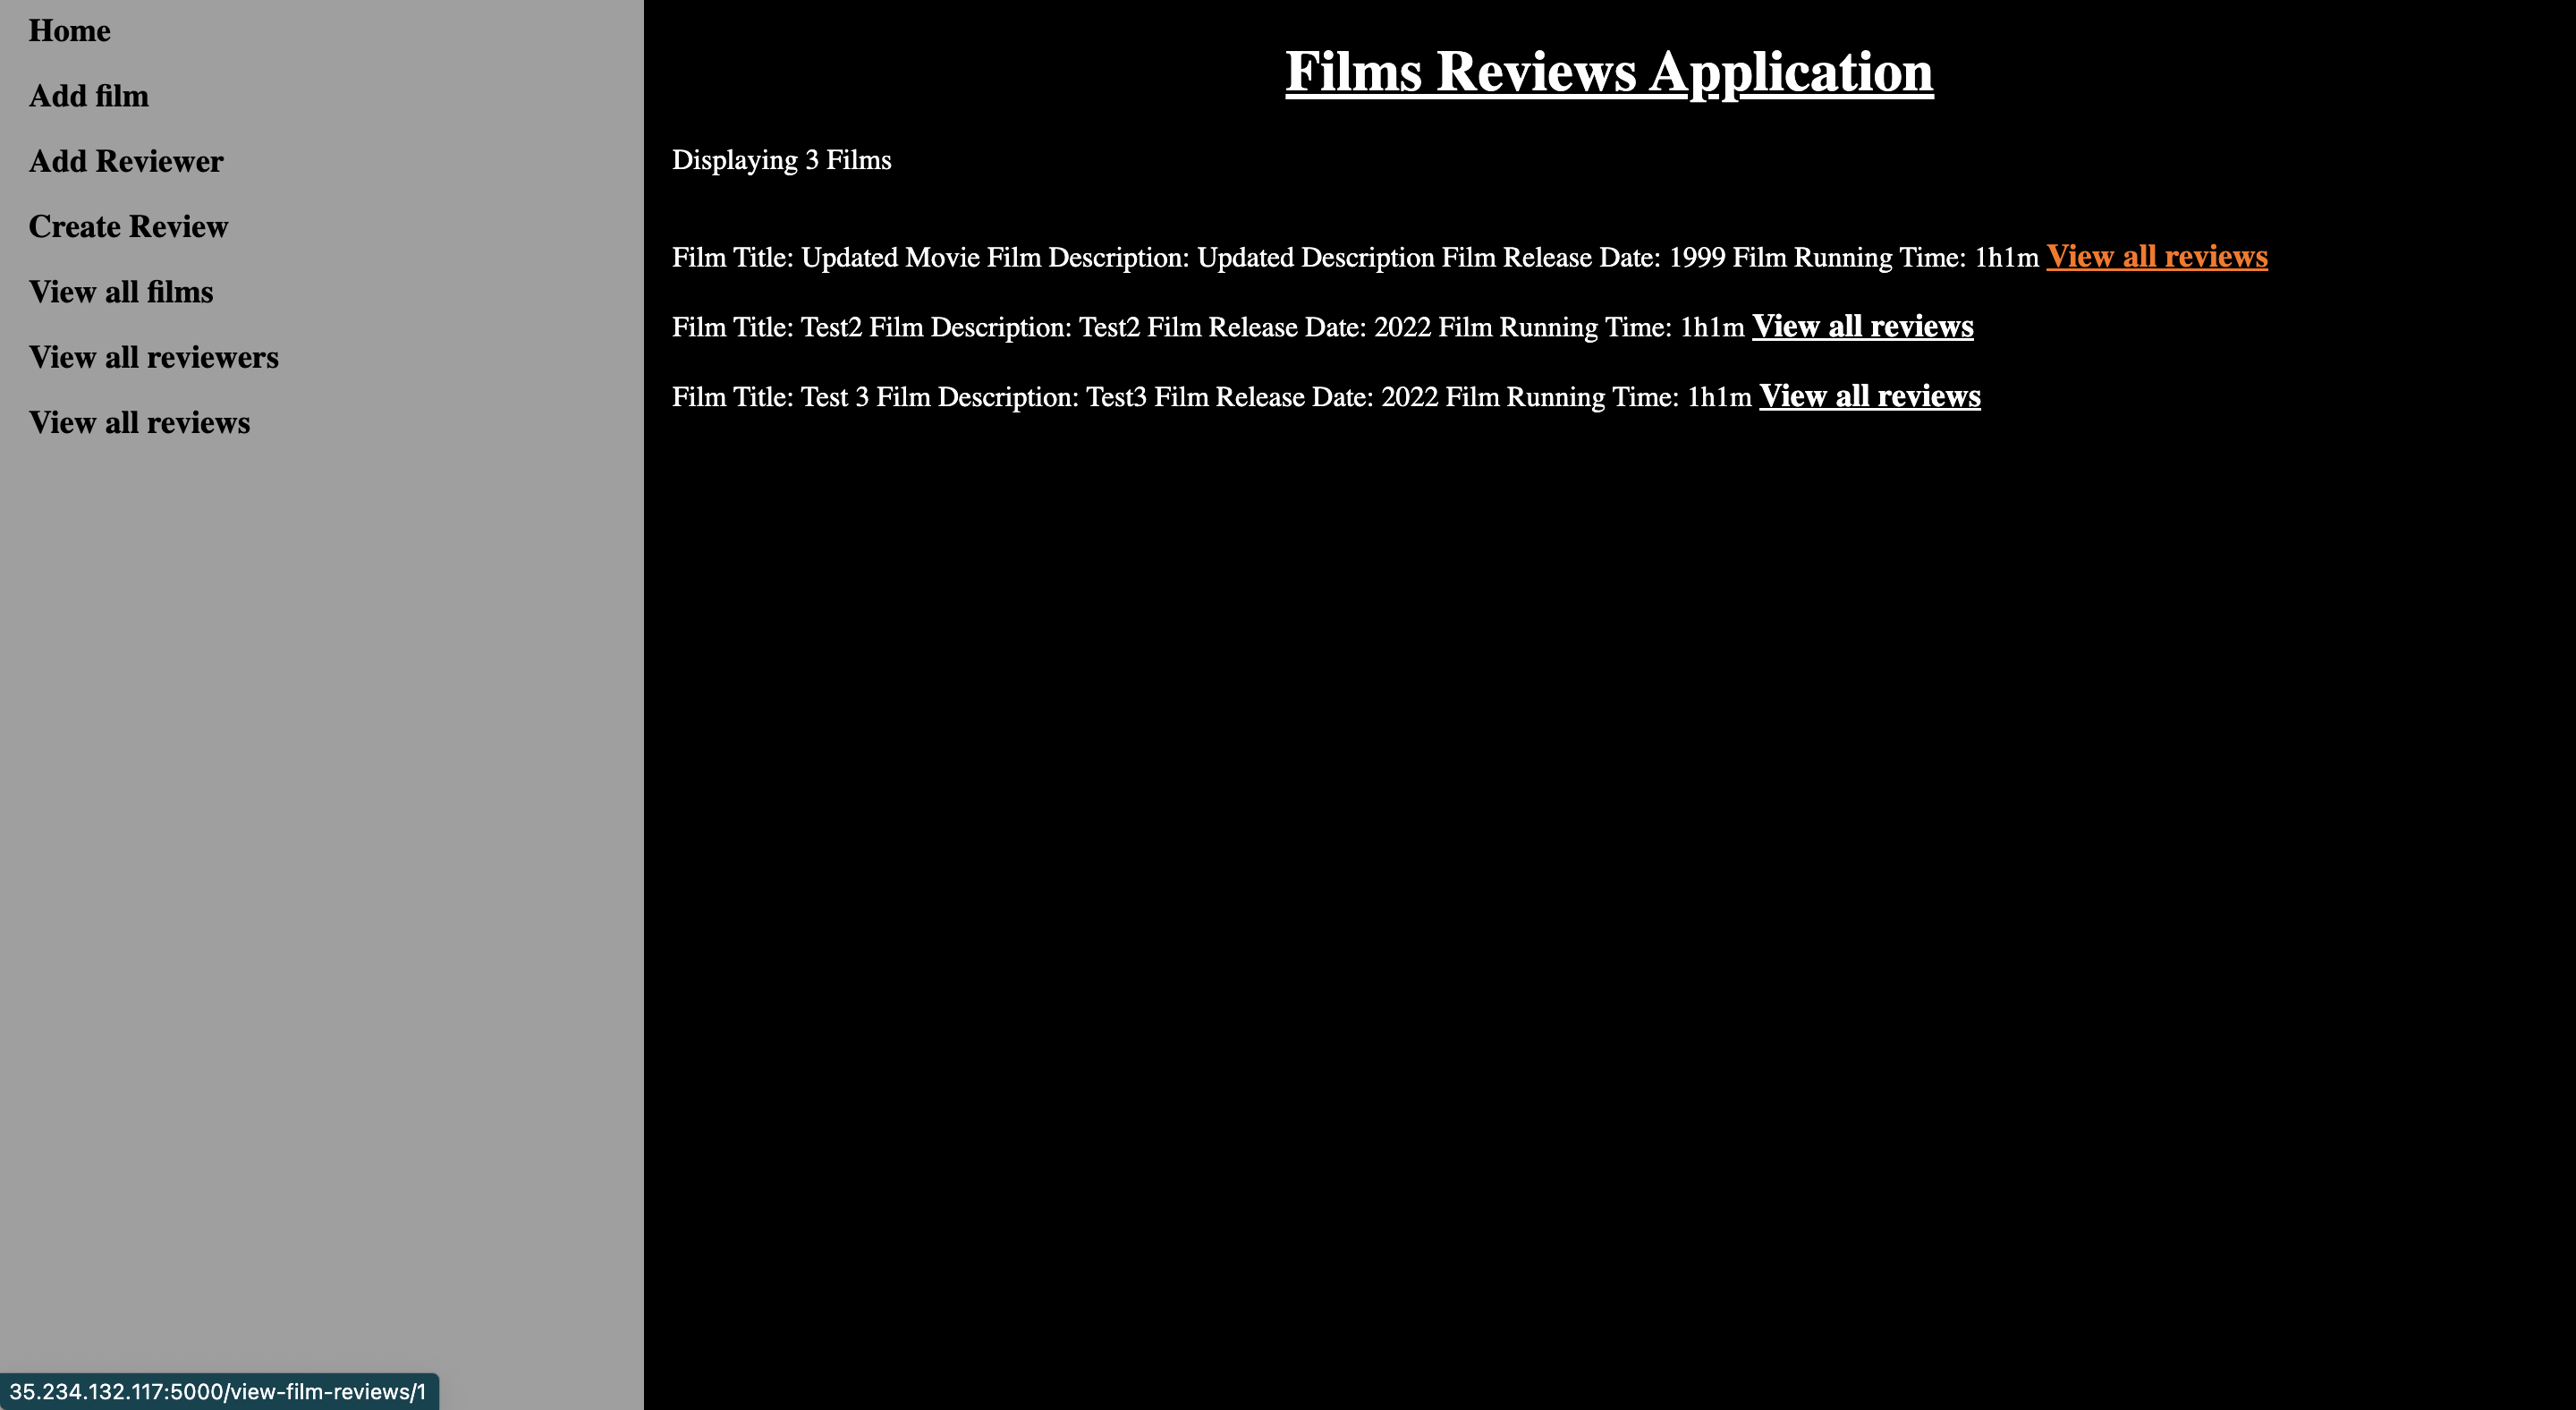 Home
Add film
Add Reviewer
Create Review
View all films
View all reviewers
View all reviews
Films Reviews Application
Displaying 3 Films
Film Title: Updated Movie Film Description: Updated Description Film Release Date: 1999 Film Running Time: 1h1m View all reviews
Film Title: Test2 Film Description: Test2 Film Release Date: 2022 Film Running Time: 1h1m View all reviews
Film Title: Test 3 Film Description: Test3 Film Release Date: 2022 Film Running Time: 1h1m View all reviews
35.234.132.117:5000/view-film-reviews/1